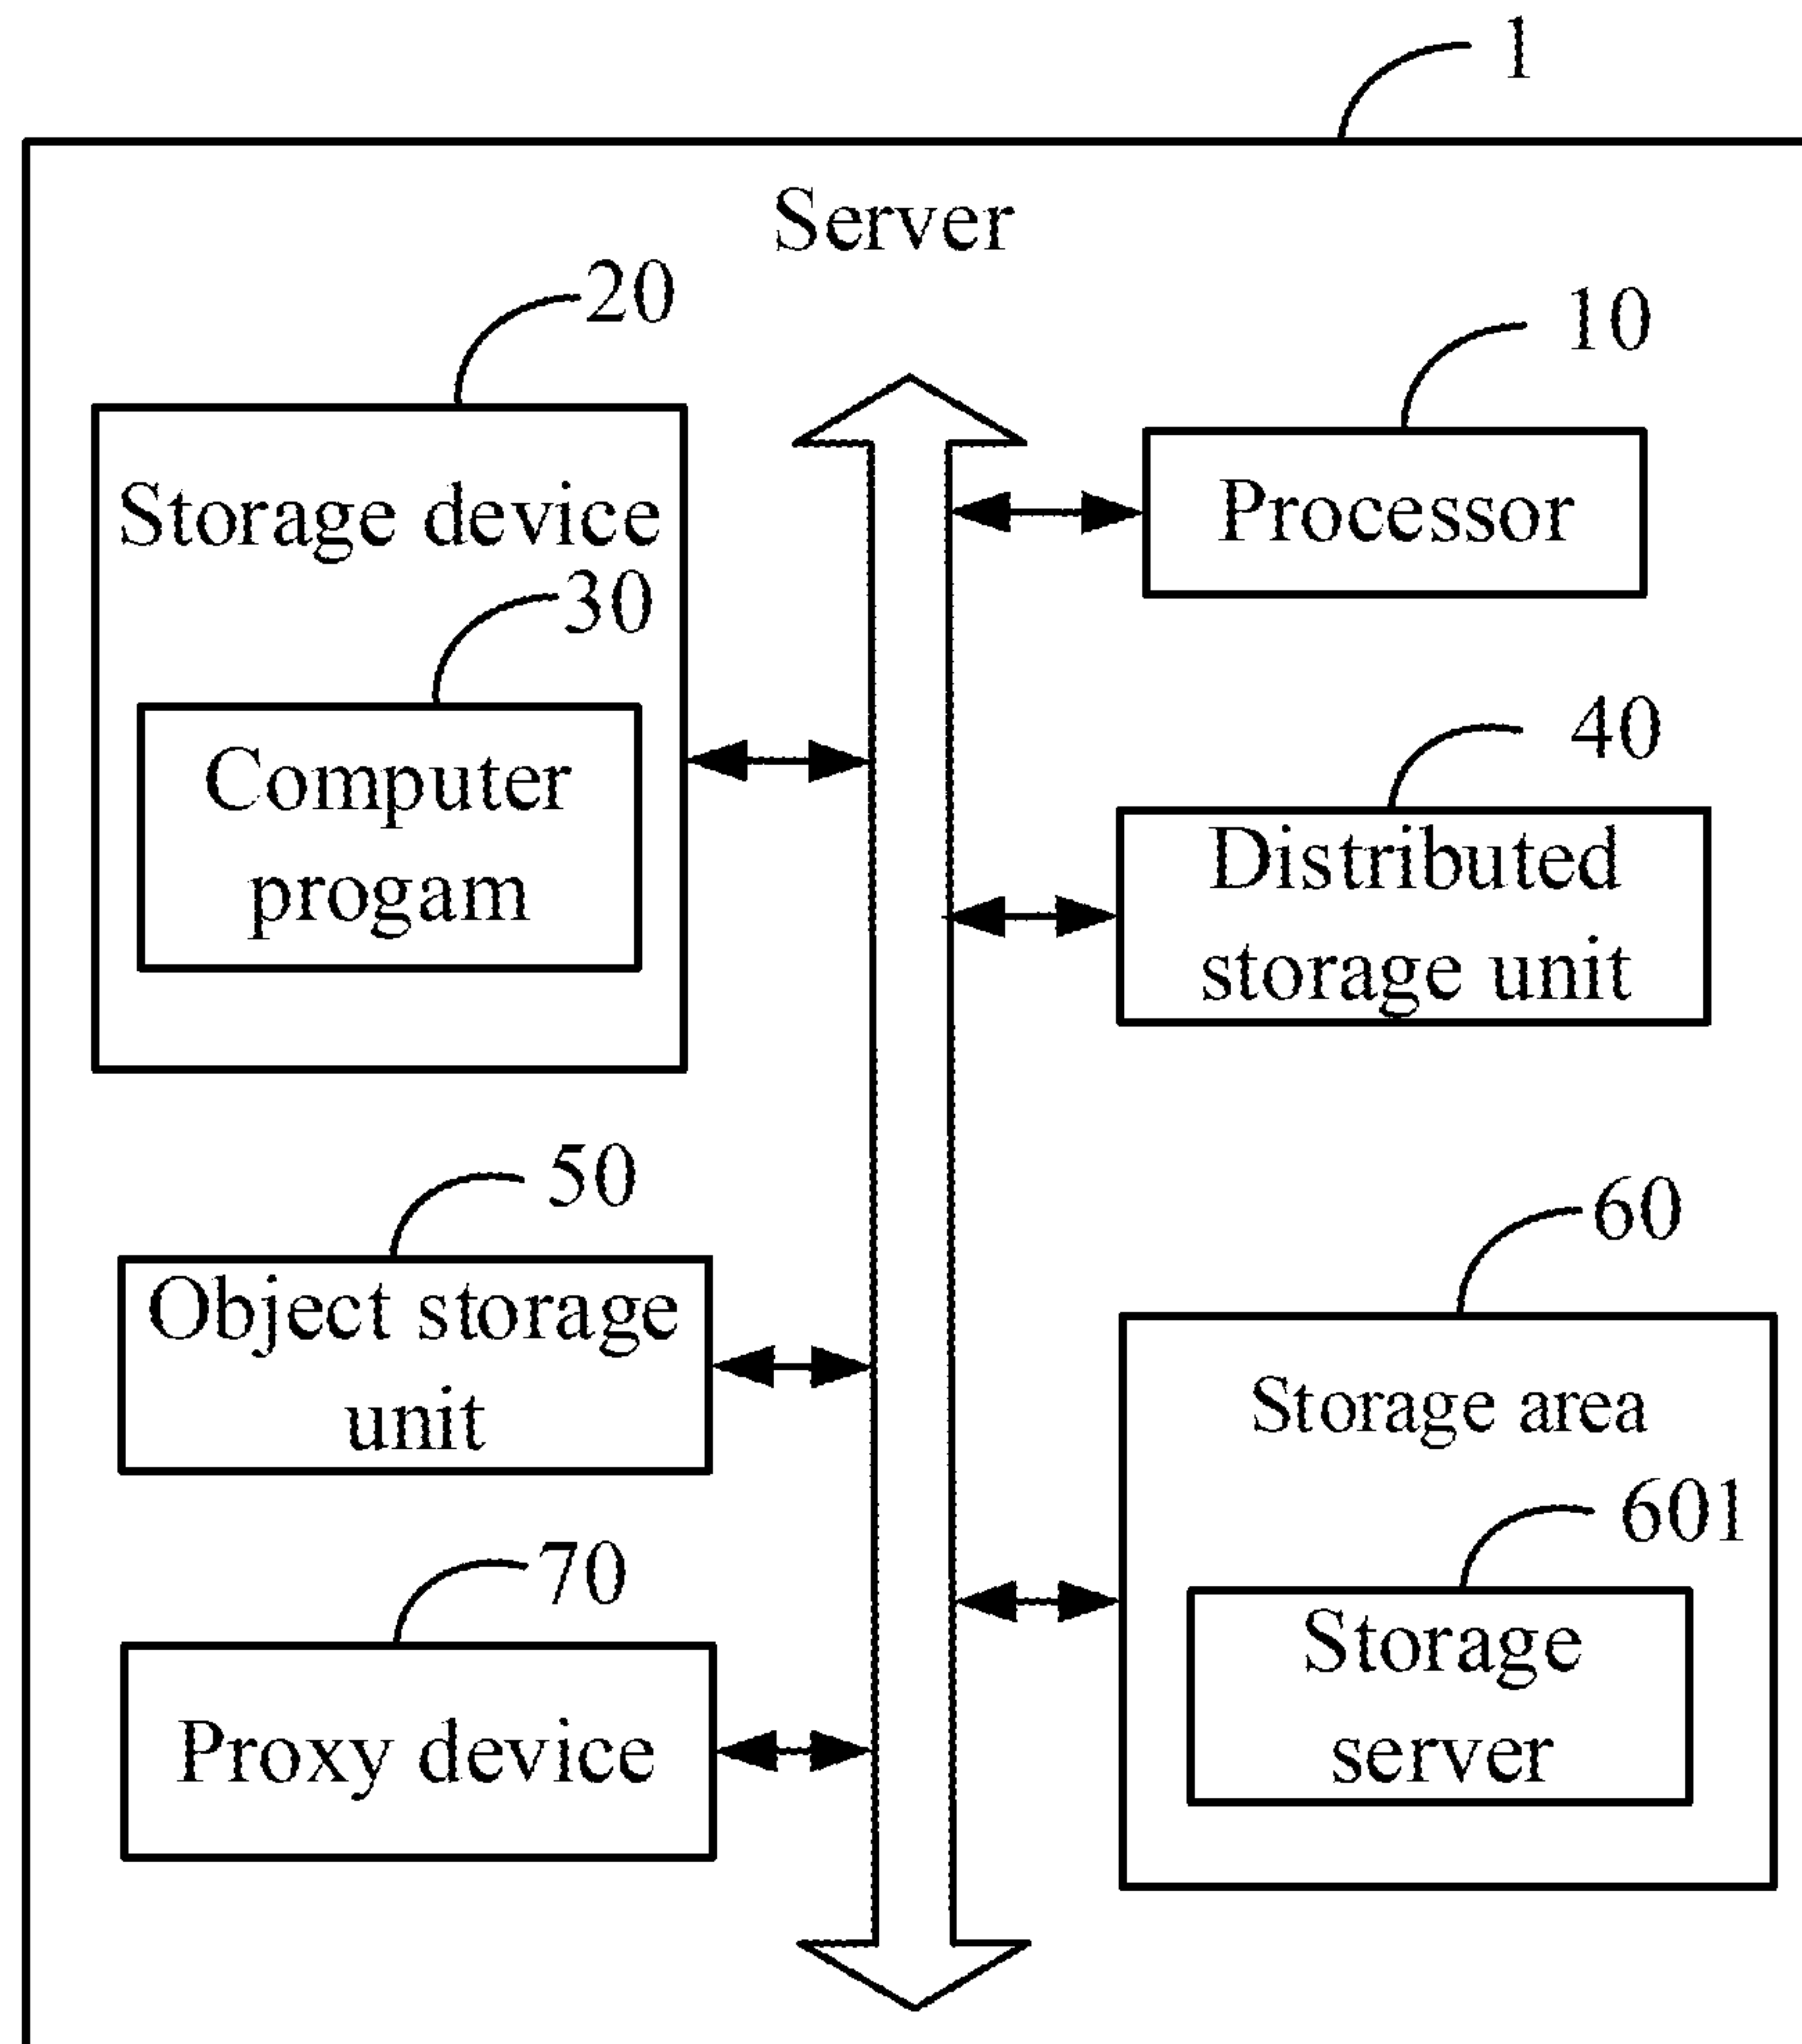 1
Server
20
10
Storage device
Processor
30
40
Computer
progam
Distributed
storage unit
50
60
Object storage
unit
Storage area
601
70
Storage
server
Proxy device